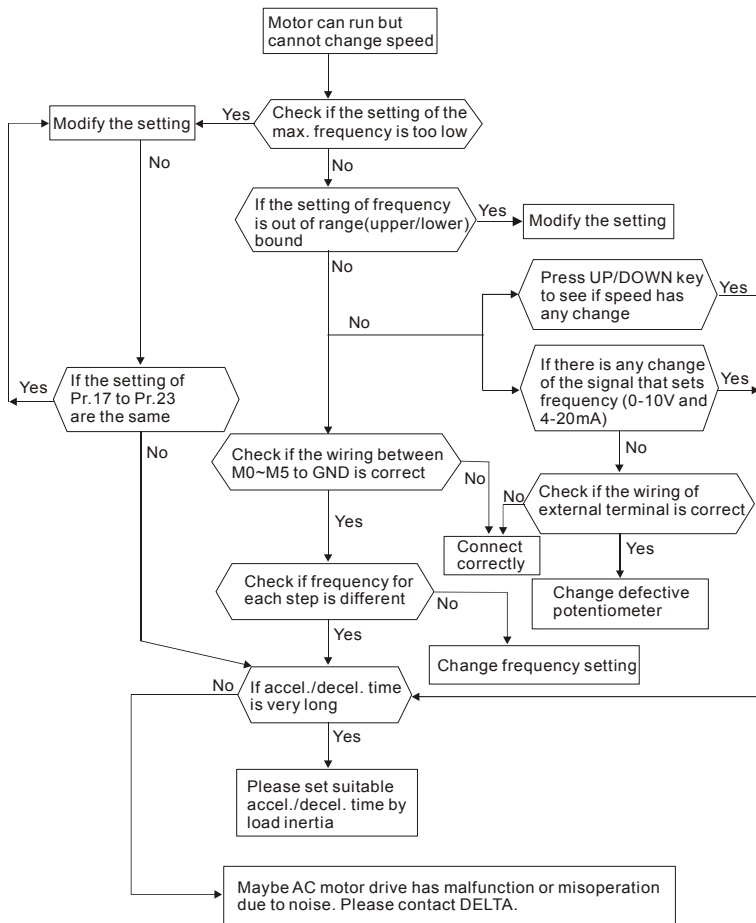 Motor can run but
cannot change speed
Yes
Check if the setting of the
max. frequency is too low
Modify the setting
No
No
If the setting of frequency
is out of range(upper/lower)
bound
Yes
Modify the setting
No
No
Press UP/DOWN key
to see if speed has
any change
Yes
If there is any change
of the signal that sets
frequency (0-10V and
4-20mA)
Yes
Yes
If the setting of
Pr.17 to Pr.23
are the same
No
Check if the wiring between
M0~M5 to GND is correct
No
No
No
Check if the wiring of
external terminal is correct
Yes
Connect
correctly
Yes
Change defective
potentiometer
Check if frequency for
each step is different
No
Yes
Change frequency setting
No
If accel./decel. time
is very long
Yes
Please set suitable
accel./decel. time by
load inertia
Maybe AC motor drive has malfunction or misoperation
due to noise. Please contact DELTA.